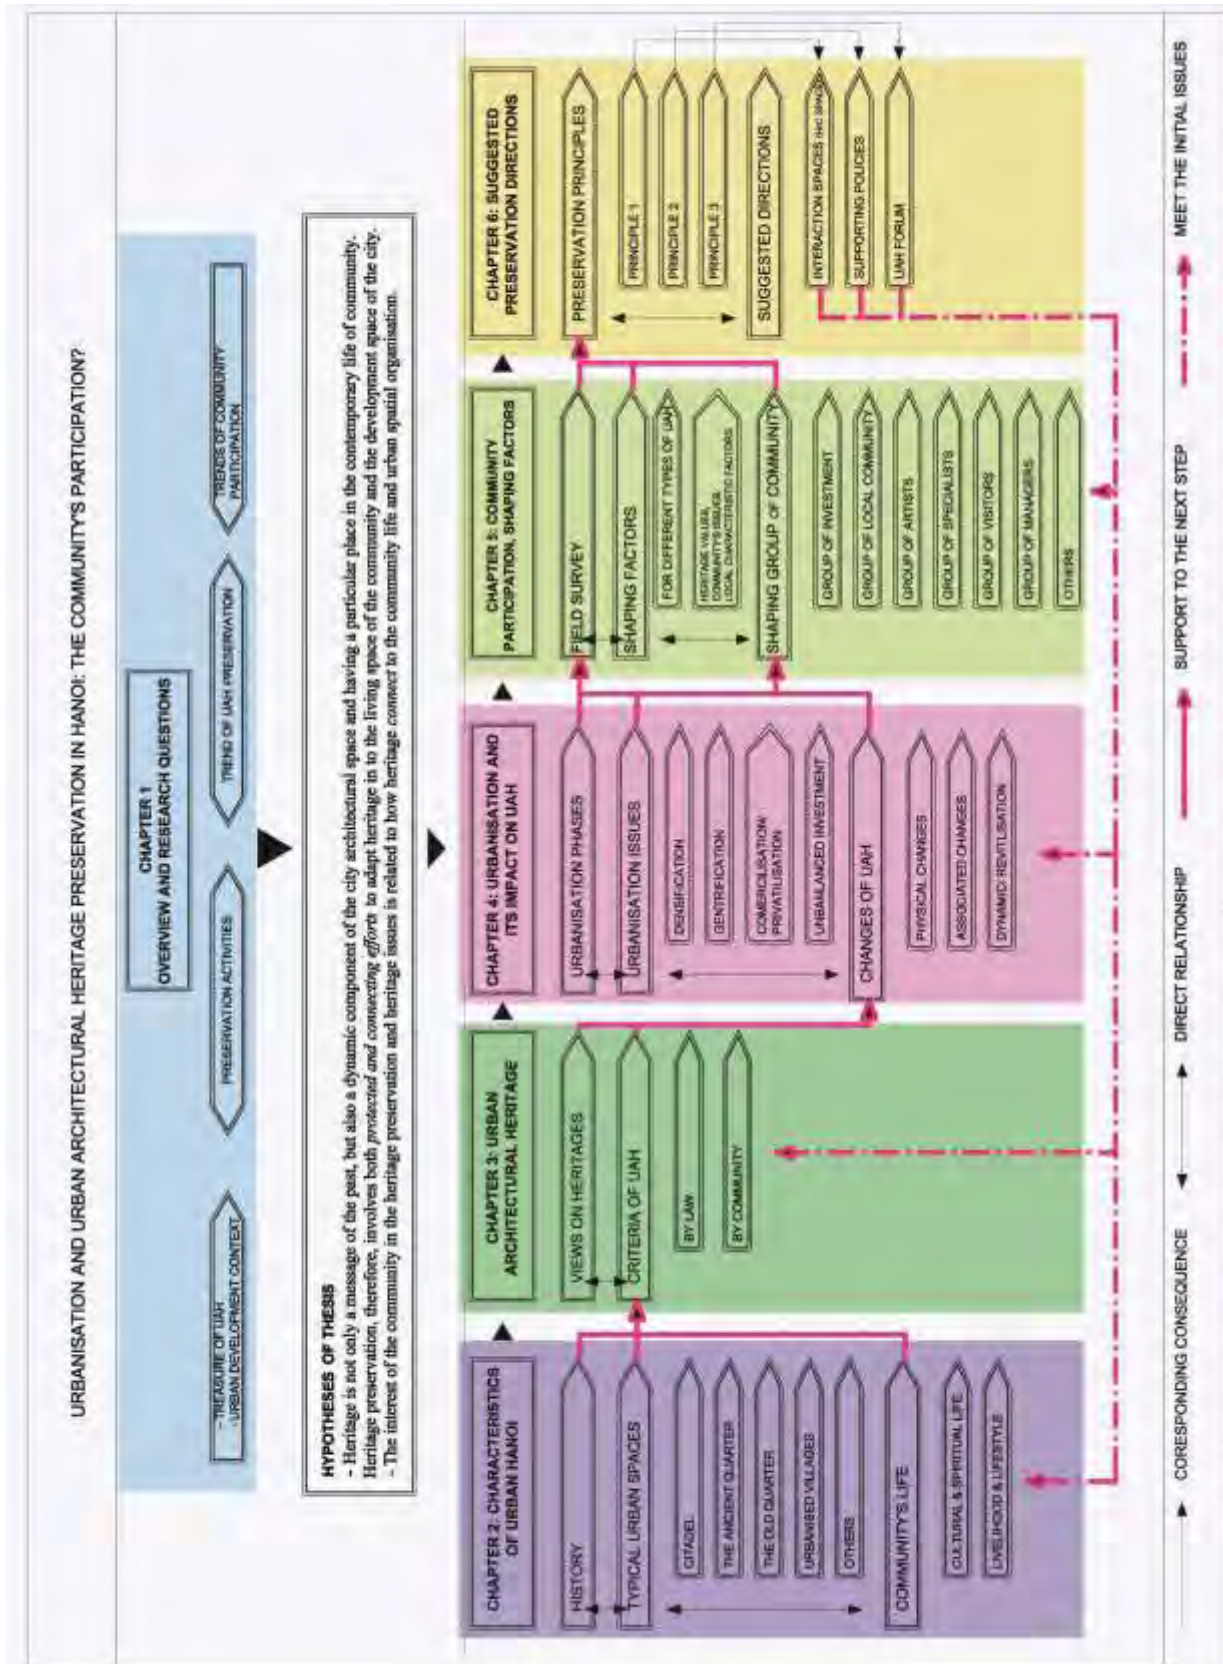 URBANISATION AND URBAN ARCHITECTURAL HERITAGE PRESERVATION IN HANOI: THE COMMUNITY'S PARTICIPATION?
CHAPTER 1
OVERVIEW AND RESEARCH QUESTIONS
- TREASURE OF UAH
- URBAN DEVELOPMENT CONTEXT
PRESERVATION ACTIVITIES
TREND OF UAH PRESERVATION
TRENDS OF COMMUNITY
PARTICIPATION
HYPOTHESES OF THESIS
- Heritage is not only a message of the past, but also a dynamic component of the city architectural space and having a particular place in the contemporary life of community.
Heritage preservation, therefore, involves both protected and connecting efforts to adapt heritage in to the living space of the community and the development space of the city.
- The interest of the community in the heritage preservation and heritage issues is related to how heritage connect to the community life and urban spatial organisation.
CHAPTER 2: CHARACTERISTICS
OF URBAN HANOI
HISTORY
TYPICAL URBAN SPACES
CITADEL
THE ANCIENT QUARTER
THE OLD QUARTER
URBANISED VILLAGES
OTHERS
COMMUNITY'S LIFE
CULTURAL & SPIRITUAL LIFE
LIVELIHOOD & LIFESTYLE
CHAPTER 3: URBAN
ARCHITECTURAL HERITAGE
VIEWS ON HERITAGES
CRITERIA OF UAH
BY LAW
BY COMMUNITY
CHAPTER 4: URBANISATION AND
ITS IMPACT ON UAH
URBANISATION PHASES
URBANISATION ISSUES
DENSIFICATION
GENTRIFICATION
COMERCILISATION
PRIVATILISATION
UNBANLANCED INVESTMENT
CHANGES OF UAH
PHYSICAL CHANGES
ASSOCIATED CHANGES
DYNAMIC REVITLISATION
CHAPTER 5: COMMUNITY
PARTICIPATION, SHAPING FACTORS
FIELD SURVEY
SHAPING FACTORS
FOR DIFFERENT TYPES OF UAH
HERITAGE VALUES,
COMMUNITY'S ISSUES,
LOCAL CHARACTERISTIC FACTORS
SHAPING GROUP OF COMMUNITY
GROUP OF INVESTMENT
GROUP OF LOCAL COMMUNITY
GROUP OF ARTISTS
GROUP OF SPECIALISTS
GROUP OF VISITORS
GROUP OF MANAGERS
OTHERS
CHAPTER 6: SUGGESTED
PRESERVATION DIRECTIONS
PRESERVATION PRINCIPLES
PRINCIPLE 1
PRINCIPLE 2
PRINCIPLE 3
SUGGESTED DIRECTIONS
INTERACTION SPACES
SUPPORTING POLICIES
UAH FORUM
CORESPONDING CONSEQUENCE
DIRECT RELATIONSHIP
SUPPORT TO THE NEXT STEP
MEET THE INITIAL ISSUES